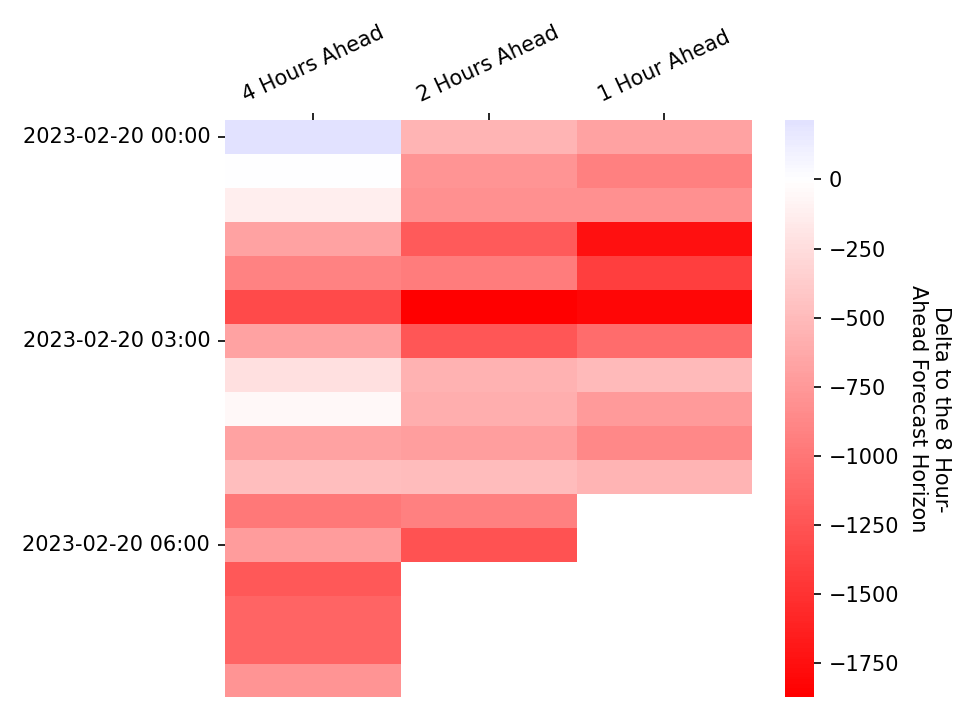 4 Hours Ahead
2 Hours Ahead
1 Hour Ahead
2023-02-20 00:00
2023-02-20 03:00
2023-02-20 06:00
0
−250
−500
−750
−1000
−1250
−1500
−1750
Delta to the 8 Hour-
Ahead Forecast Horizon